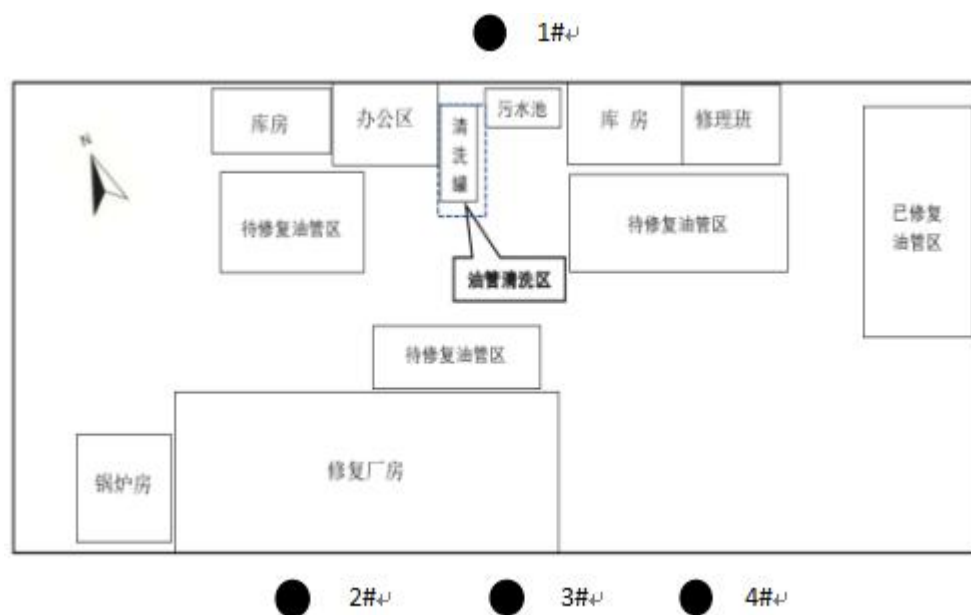 1#↵
库房
办公区
清洗罐
污水池
库 房
修理班
N
待修复油管区
待修复油管区
已修复
油管区
油管清洗区
待修复油管区
锅炉房
修复厂房
2#↵
3#↵
4#↵